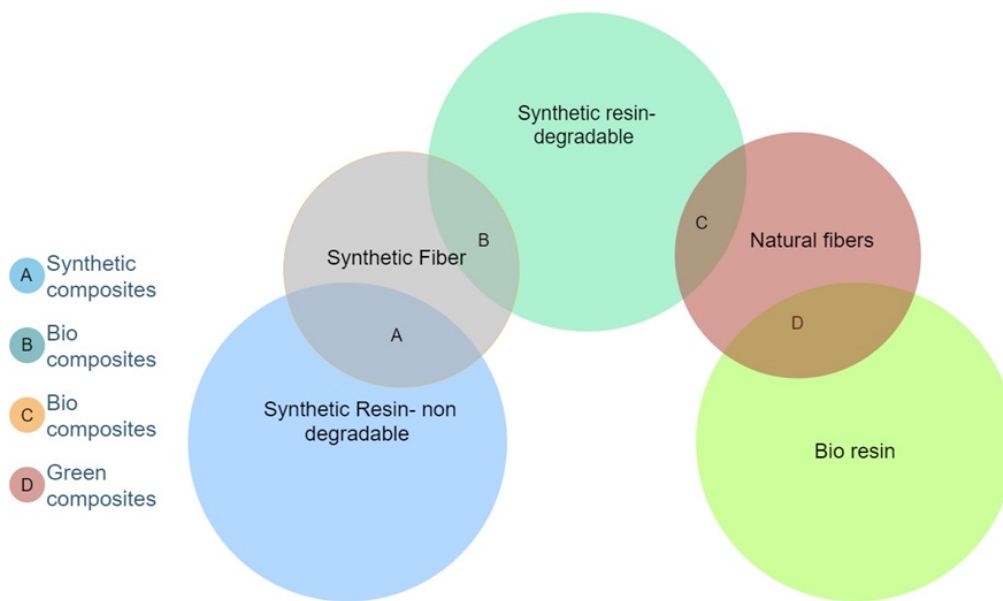 A Synthetic
composites
B Bio
composites
C Bio
composites
D Green
composites
Synthetic resin-
degradable
Synthetic Fiber
B
C
Natural fibers
A
D
Synthetic Resin- non
degradable
Bio resin